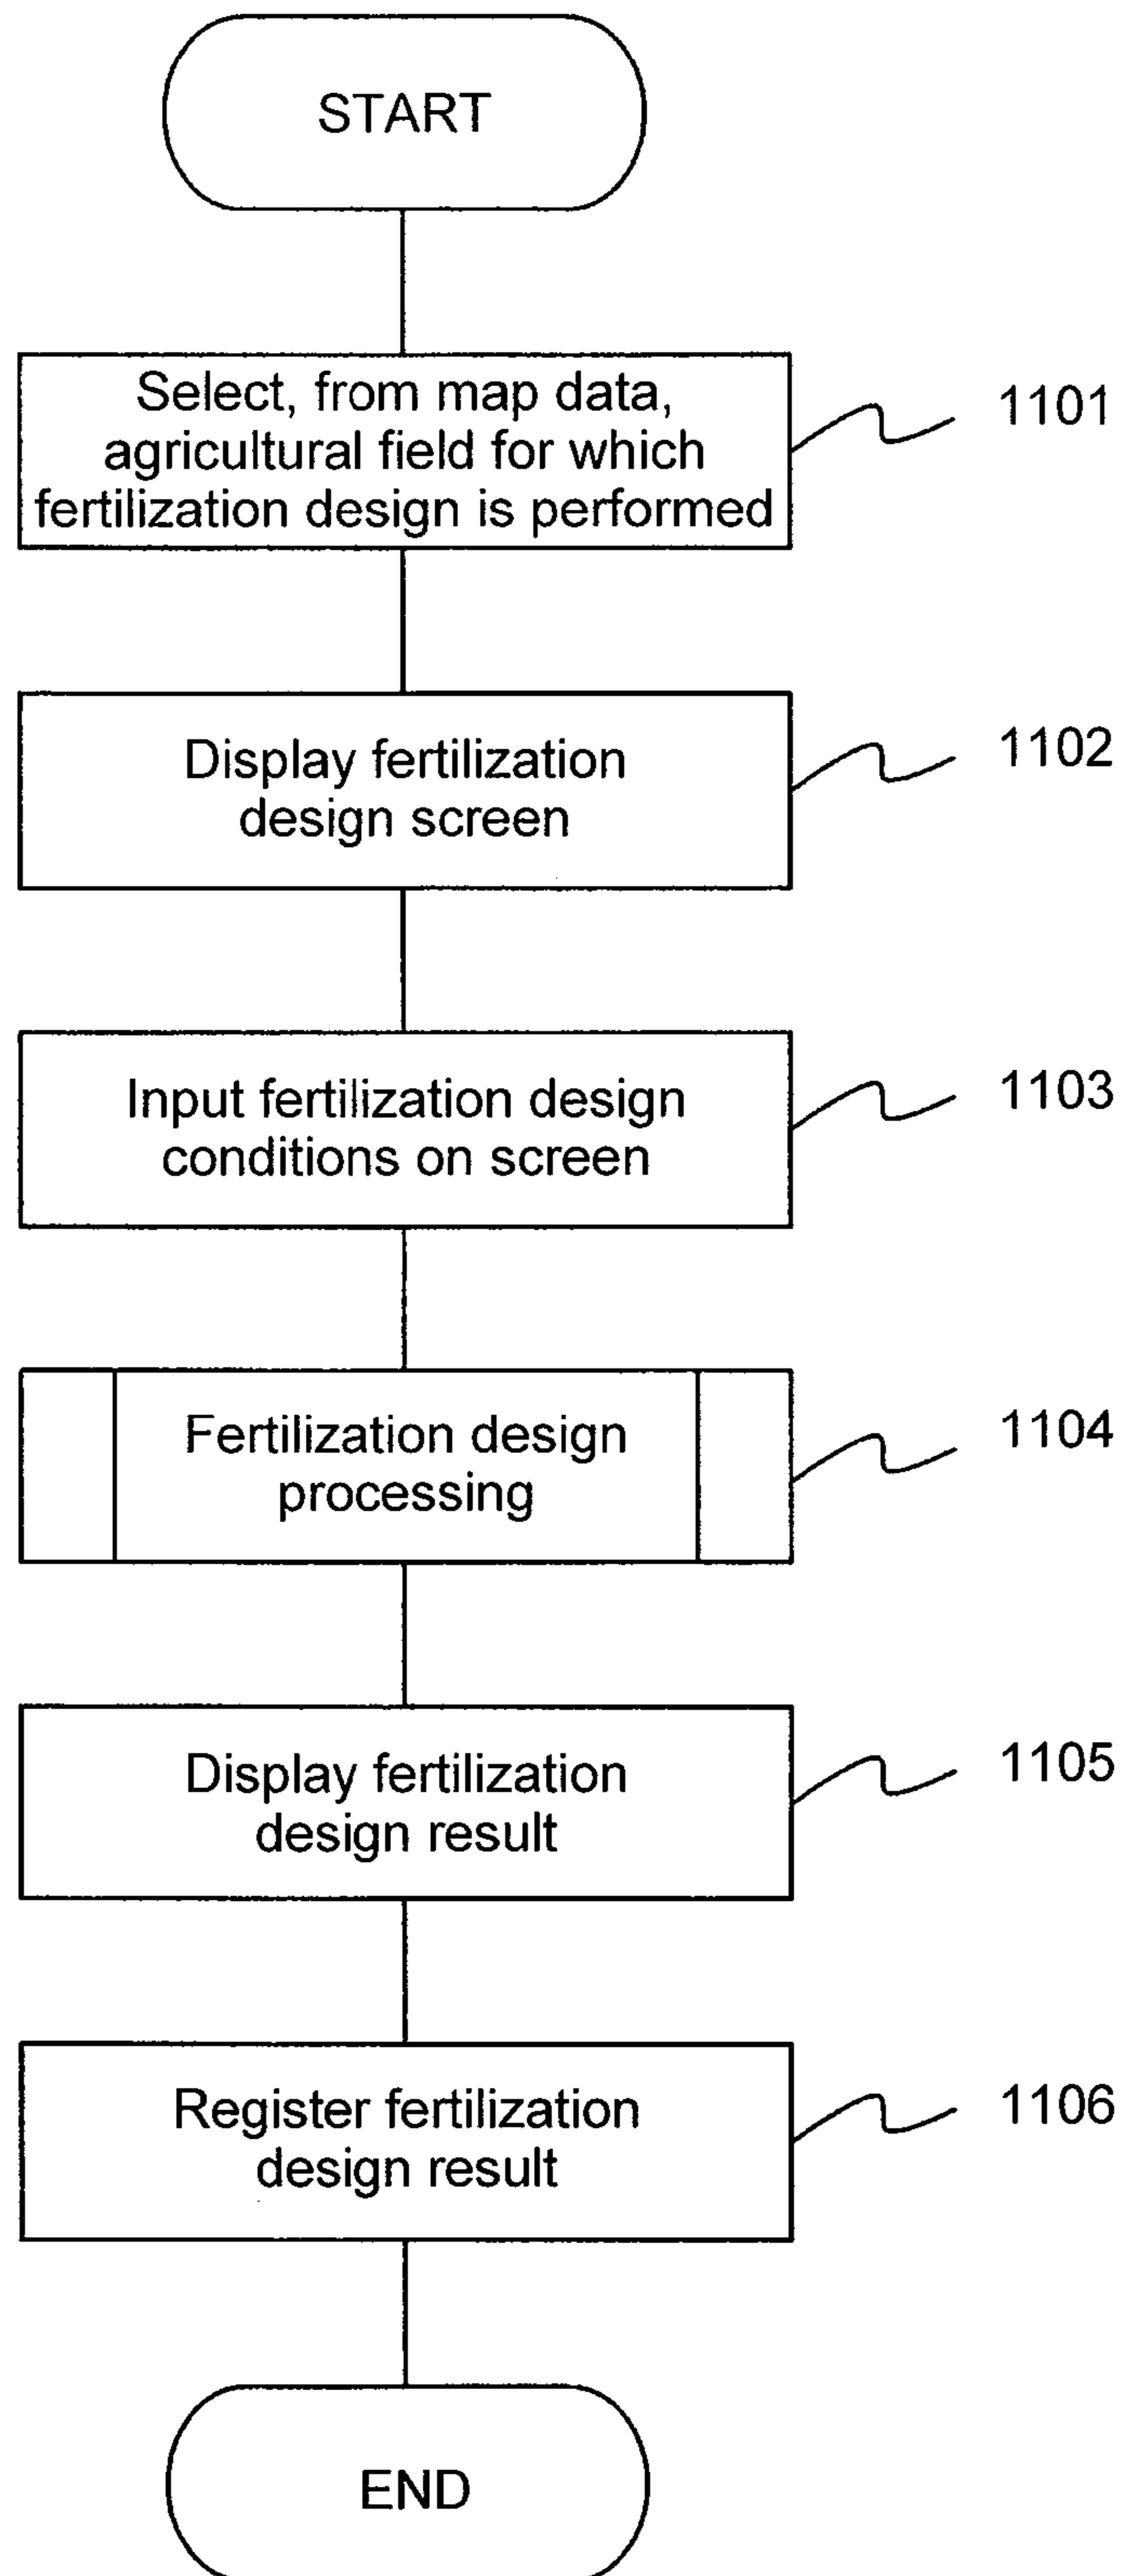 START
Select, from map data,
agricultural field for which
fertilization design is performed
1101
Display fertilization
design screen
1102
Input fertilization design
conditions on screen
1103
Fertilization design
processing
1104
Display fertilization
design result
1105
Register fertilization
design result
1106
END